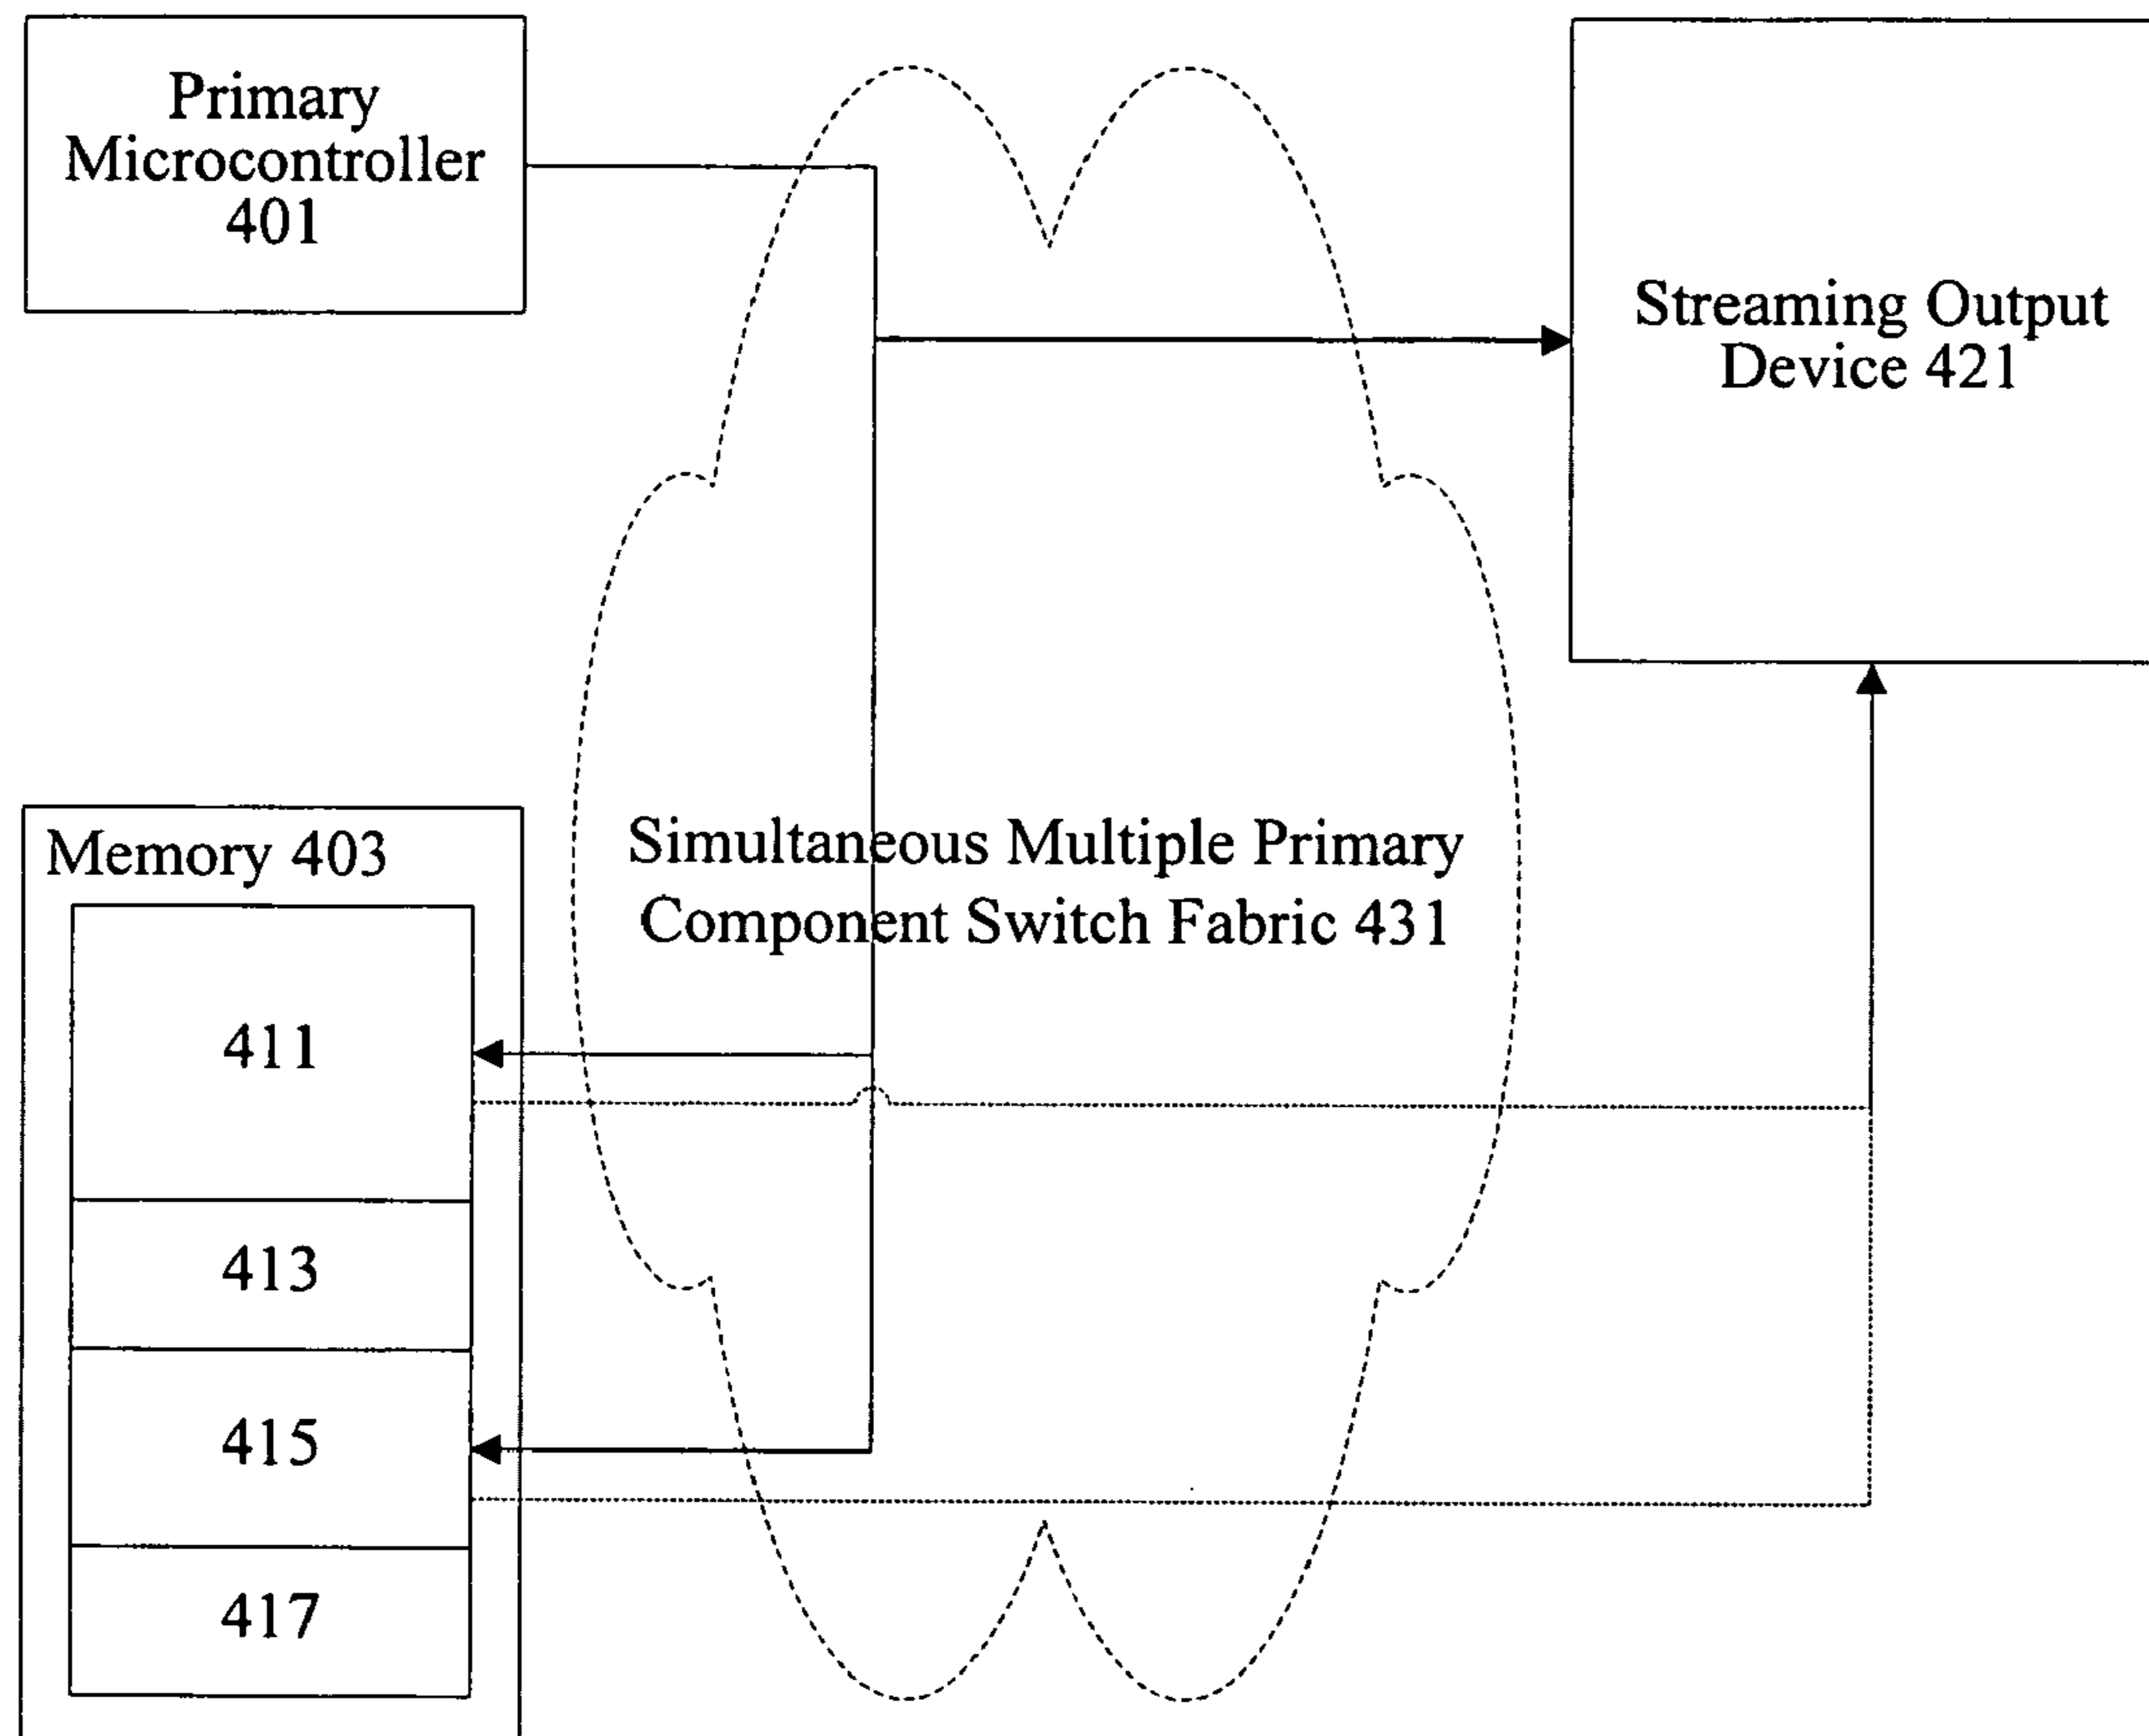 Primary
Microcontroller
401
Streaming Output
Device 421
Memory 403
Simultaneous Multiple Primary
Component Switch Fabric 431
411
413
415
417